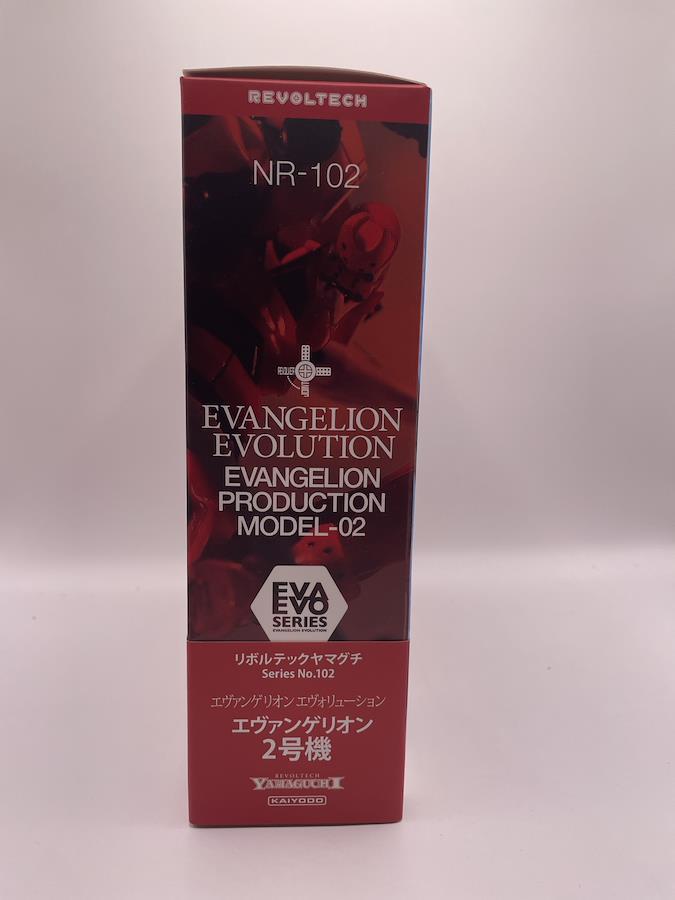 REVOLTECH
NR-102
REVOLVER
EVANGELION
EVOLUTION
EVANGELION
PRODUCTION
MODEL-02
EVA
EVO
SERIES
EVANGELION EVOLUTION
リボルテックヤマグチ
Series No.102
エヴァンゲリオン エヴォリューション
エヴァンゲリオン
2号機
REVOLTECH
YAMAGUCHI
KAIYODO